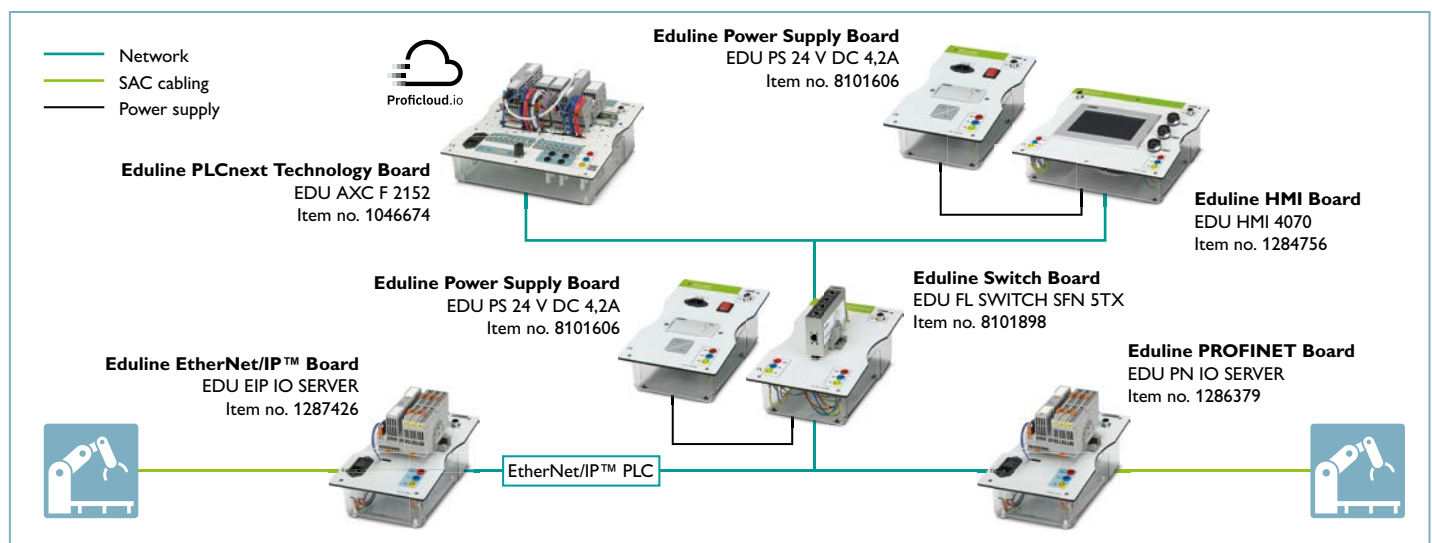 Network
SAC cabling
Power supply
Proficloud.io
Eduline PLCnext Technology Board
EDU AXC F 2152
Item no. 1046674
Eduline Power Supply Board
EDU PS 24 V DC 4,2A
Item no. 8101606
Eduline HMI Board
EDU HMI 4070
Item no. 1284756
Eduline Power Supply Board
EDU PS 24 V DC 4,2A
Item no. 8101606
Eduline Switch Board
EDU FL SWITCH SFN 5TX
Item no. 8101898
Eduline EtherNet/IP™ Board
EDU EIP IO SERVER
Item no. 1287426
Eduline PROFINET Board
EDU PN IO SERVER
Item no. 1286379
EtherNet/IP™ PLC